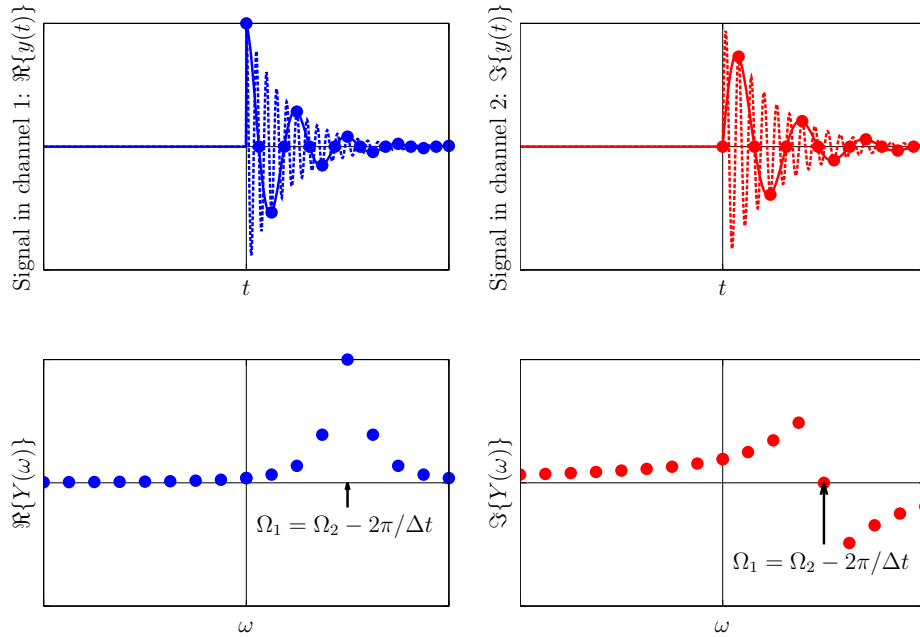 Signal in channel 1: ℜ{y(t)}
t
Signal in channel 2: ℑ{y(t)}
t
ℜ{Y(ω)}
Ω₁ = Ω₂ − 2π/Δt
ω
ℑ{Y(ω)}
Ω₁ = Ω₂ − 2π/Δt
ω